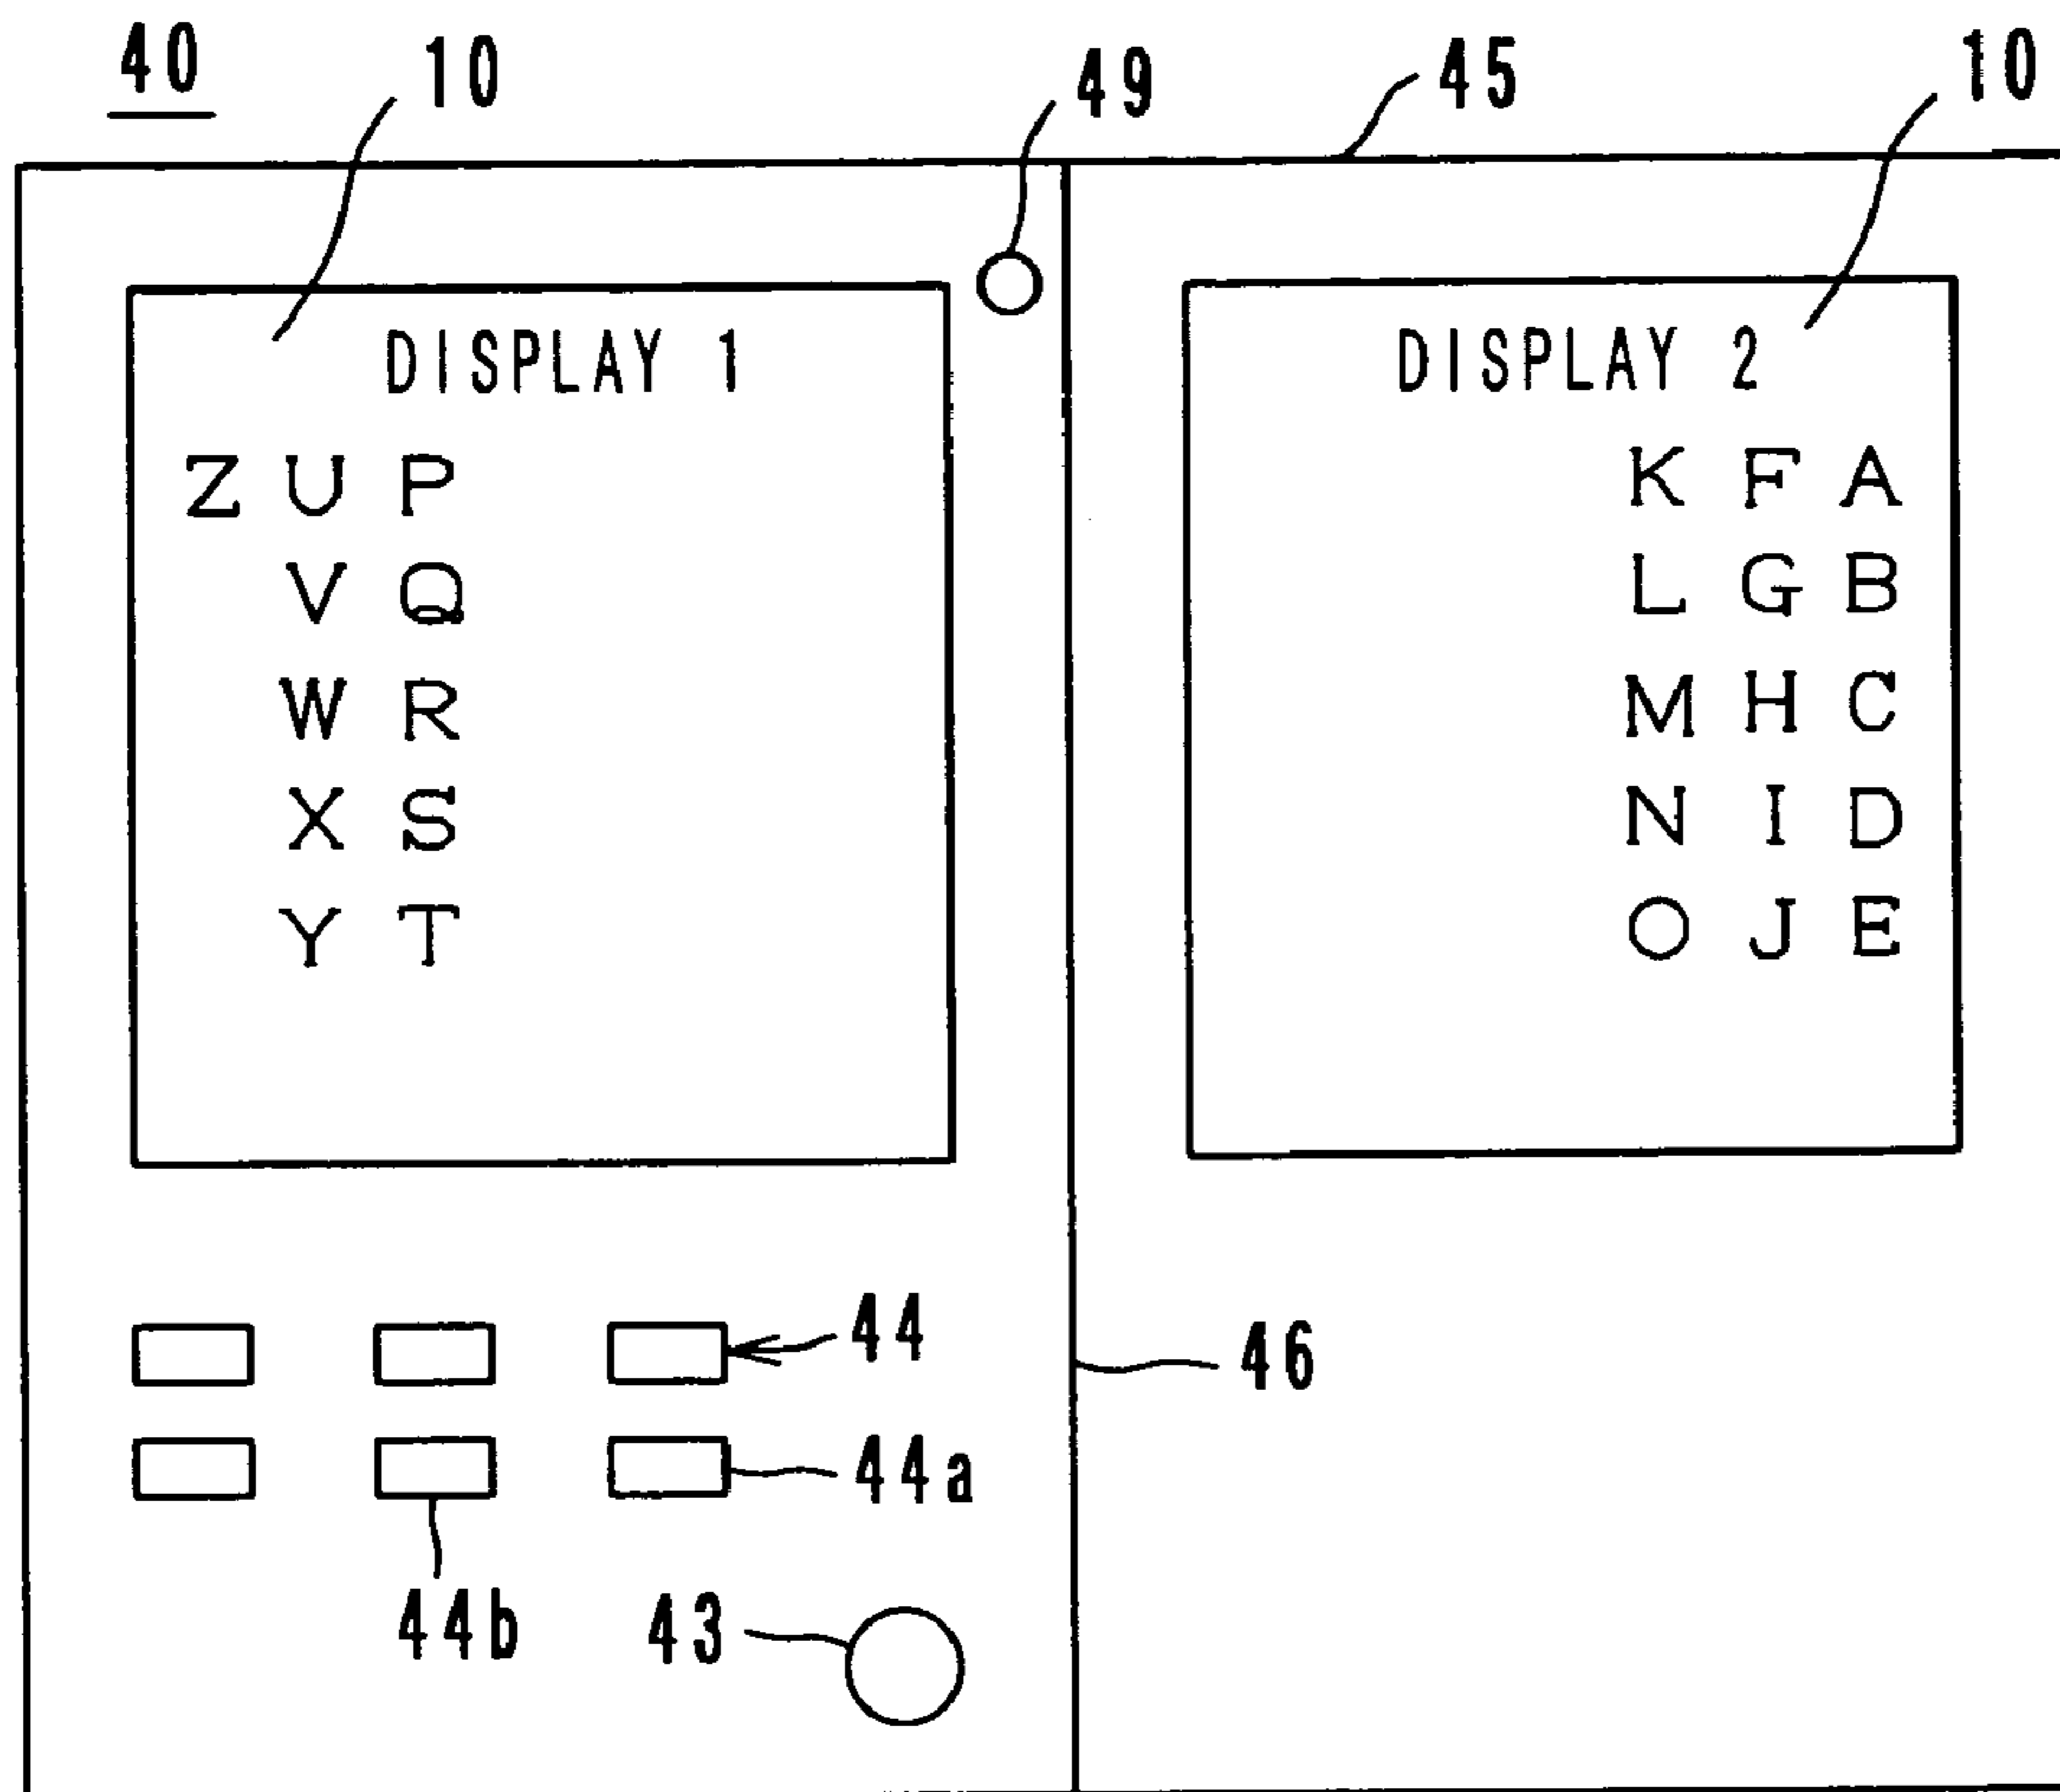 40
10
49
45
10
DISPLAY 1
Z U P
V Q
W R
X S
Y T
DISPLAY 2
K F A
L G B
M H C
N I D
O J E
44
46
44a
44b
43